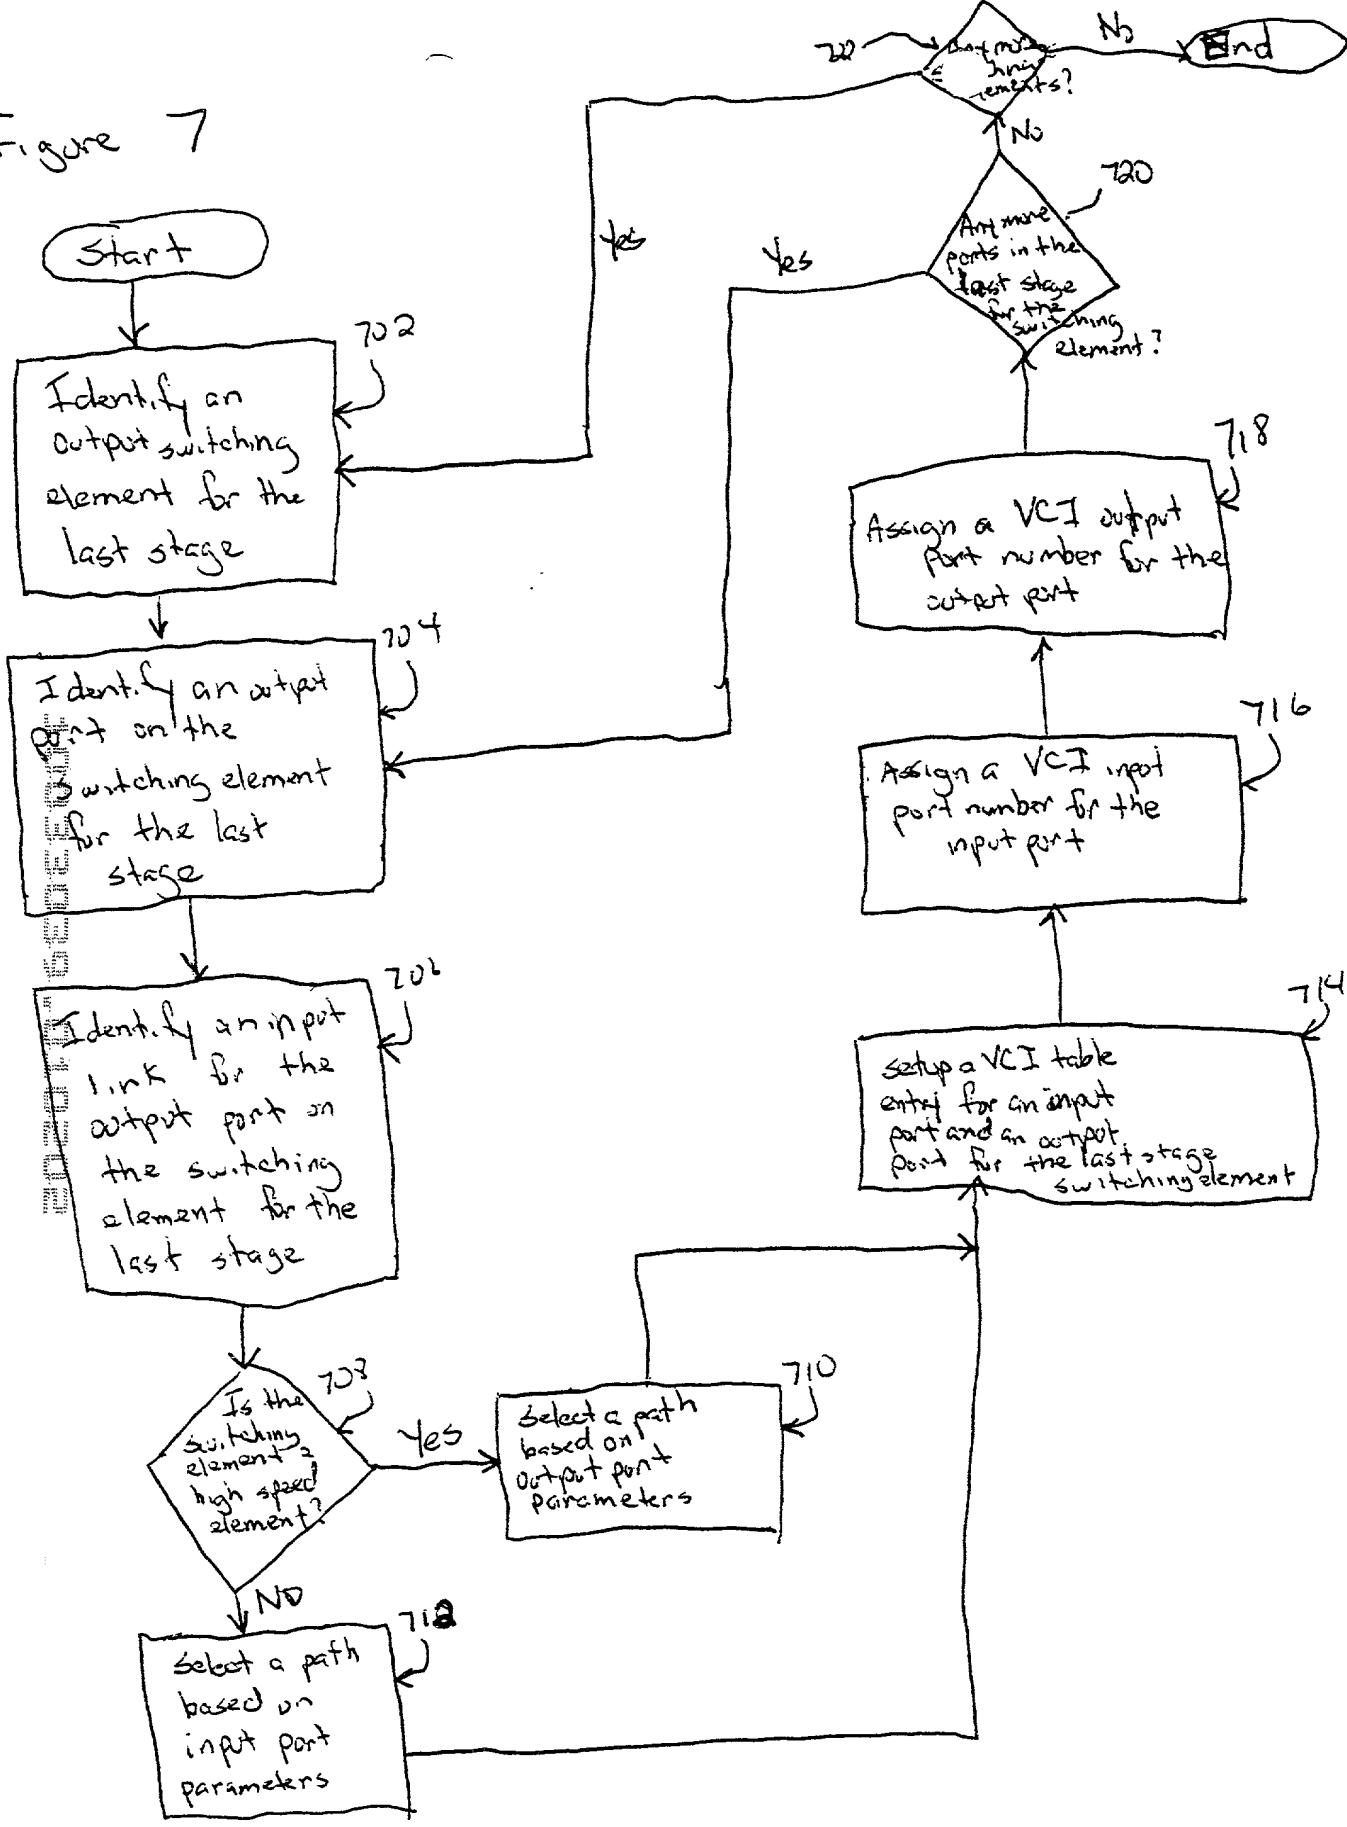 Figure 7
Start
702
Identify an
output switching
element for the
last stage
704
Identify an output
port on the
switching element
for the last
stage
706
Identify an input
link for the
output port on
the switching
element for the
last stage
708
Is the
switching
element a
high speed
element?
Yes
710
Select a path
based on
output port
parameters
NO
712
Select a path
based on
input port
parameters
714
setup a VCI table
entry for an input
port and an output
port for the last stage
switching element
716
Assign a VCI input
port number for the
input port
718
Assign a VCI output
port number for the
output port
720
Any more
ports in the
last stage
for the
switching
element?
Yes
No
722
Any more
Yes
No
End